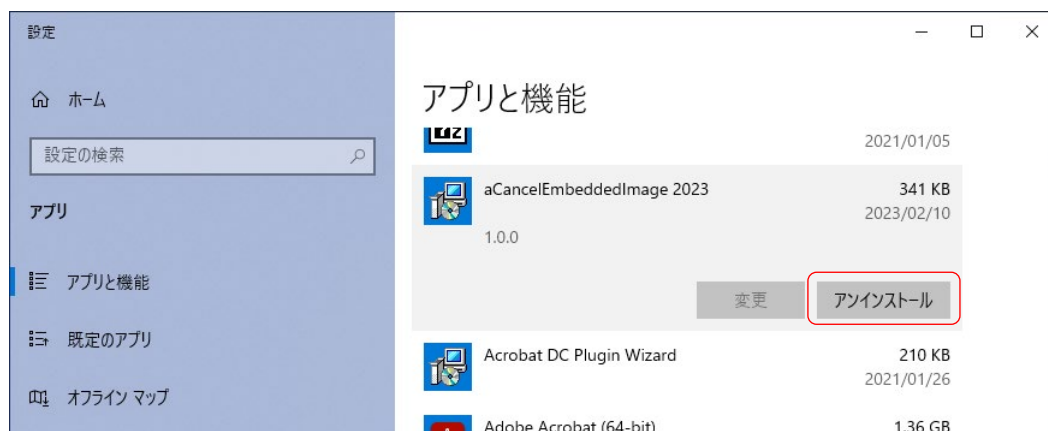 設定
ホーム
設定の検索
アプリ
アプリと機能
既定のアプリ
オフライン マップ
アプリと機能
2021/01/05
aCancelEmbeddedImage 2023
341 KB
2023/02/10
1.0.0
変更
アンインストール
Acrobat DC Plugin Wizard
210 KB
2021/01/26
Adobe Acrobat (64-bit)
1.36 GB